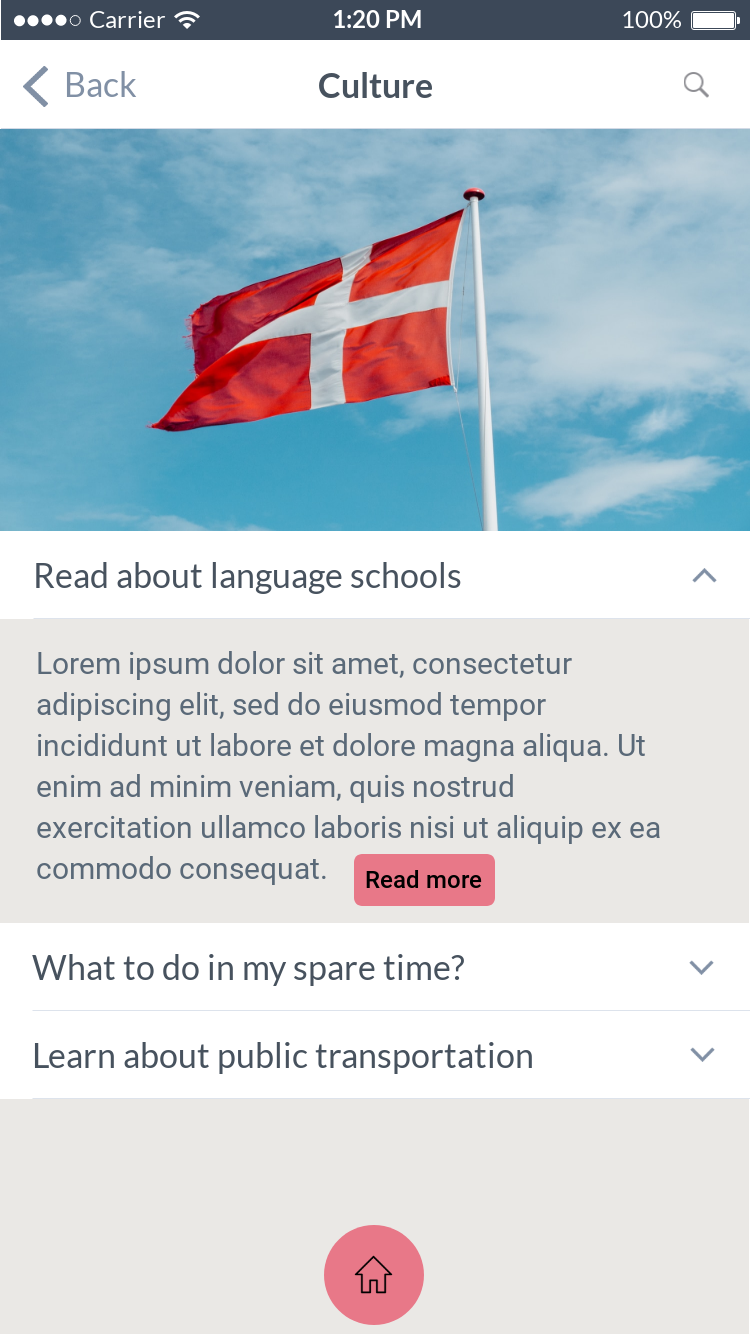 Carrier 1:20 PM 100%
Back Culture
Read about language schools
Lorem ipsum dolor sit amet, consectetur
adipiscing elit, sed do eiusmod tempor
incididunt ut labore et dolore magna aliqua. Ut
enim ad minim veniam, quis nostrud
exercitation ullamco laboris nisi ut aliquip ex ea
commodo consequat. Read more
What to do in my spare time?
Learn about public transportation